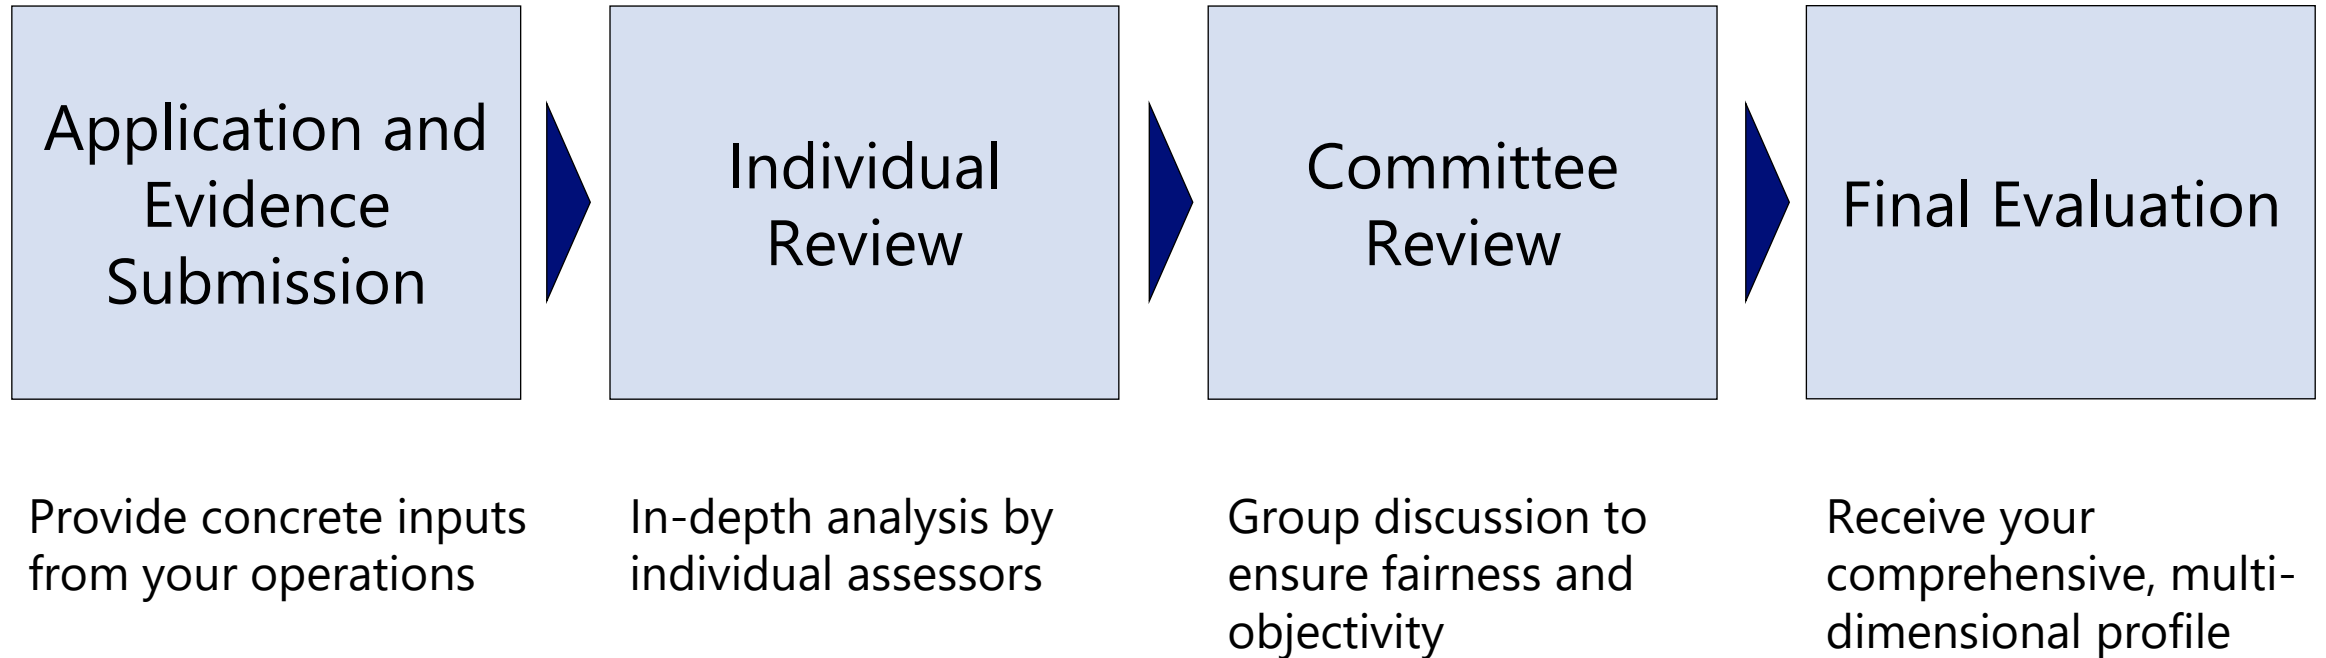 Application and
Evidence
Submission
Individual
Review
Committee
Review
Final Evaluation
Provide concrete inputs
from your operations
In-depth analysis by
individual assessors
Group discussion to
ensure fairness and
objectivity
Receive your
comprehensive, multi-
dimensional profile